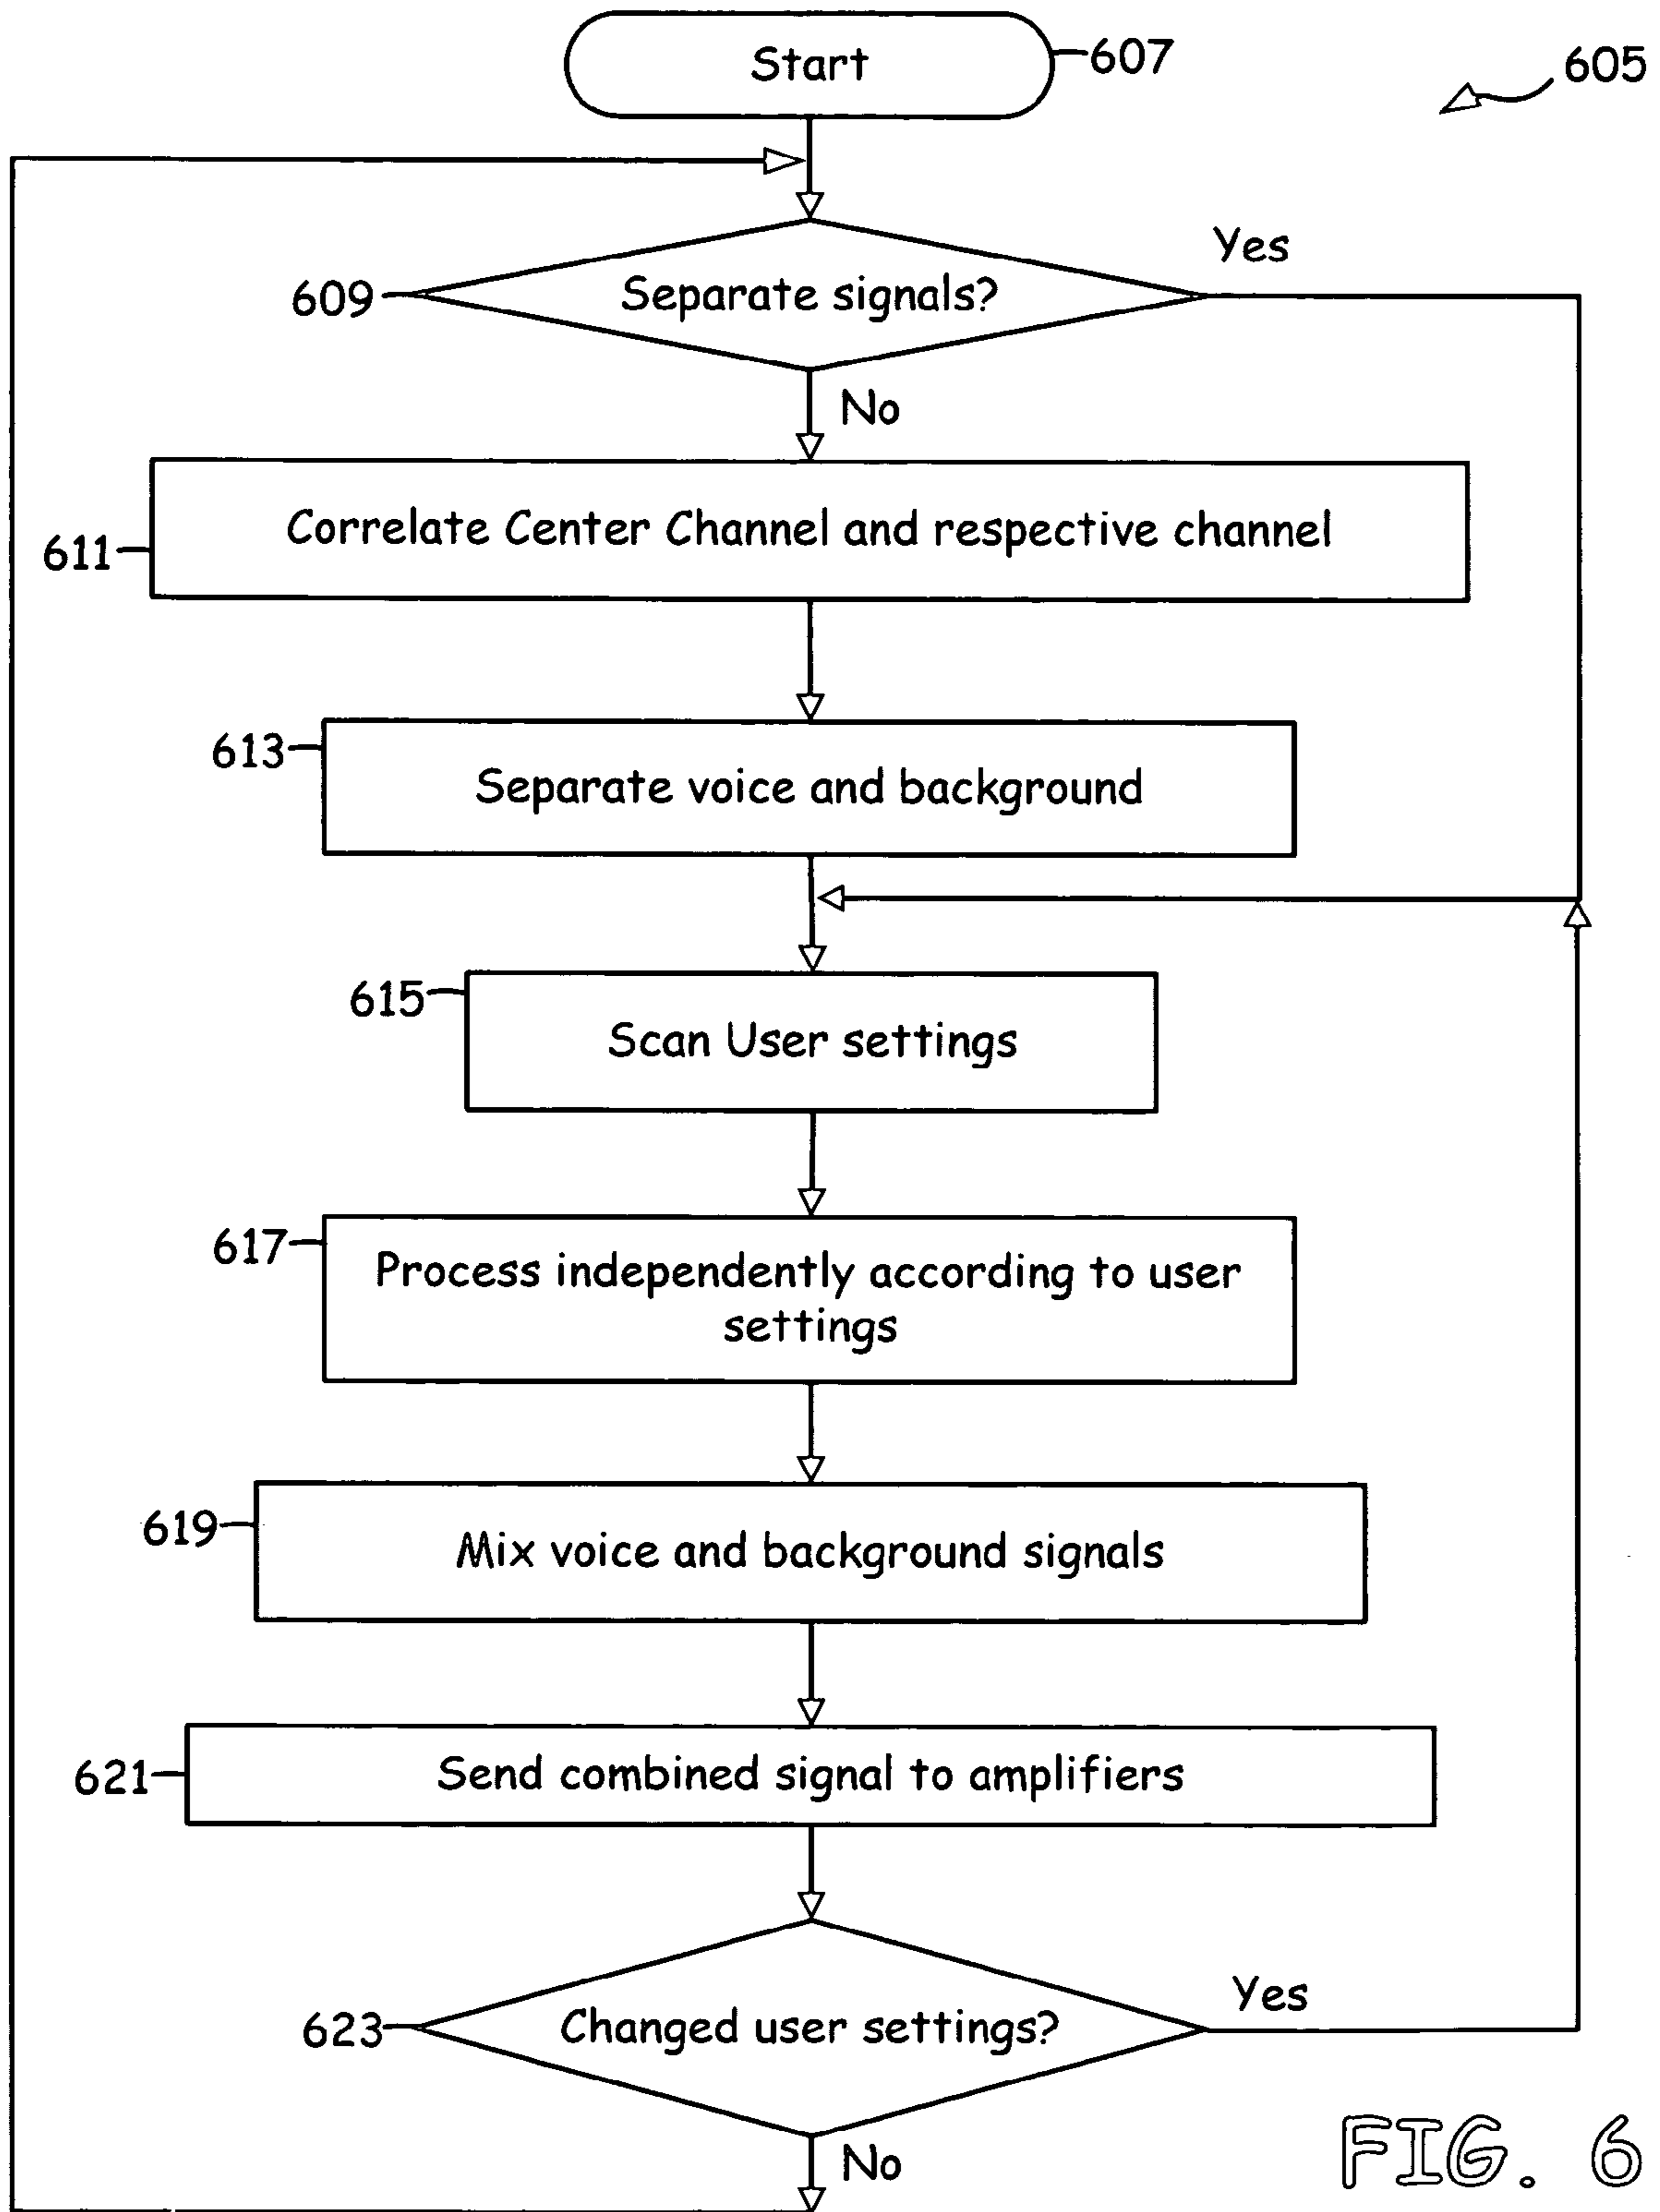 Start
607
605
Yes
609
Separate signals?
No
611
Correlate Center Channel and respective channel
613
Separate voice and background
615
Scan User settings
617
Process independently according to user
settings
619
Mix voice and background signals
621
Send combined signal to amplifiers
Yes
623
Changed user settings?
No
FIG. 6